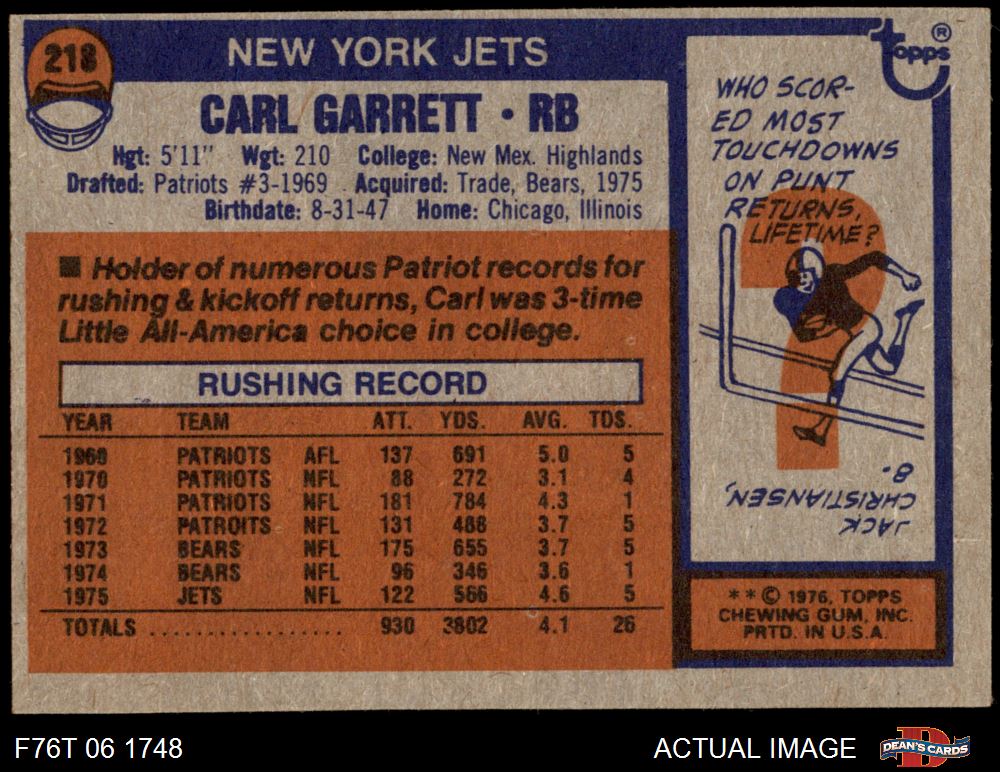 218
NEW YORK JETS
topps®
CARL GARRETT • RB
Hgt: 5'11" Wgt: 210 College: New Mex. Highlands
Drafted: Patriots #3-1969 Acquired: Trade, Bears, 1975
Birthdate: 8-31-47 Home: Chicago, Illinois
■ Holder of numerous Patriot records for
rushing & kickoff returns, Carl was 3-time
Little All-America choice in college.
RUSHING RECORD
YEAR TEAM ATT. YDS. AVG. TDS.
1969 PATRIOTS AFL 137 691 5.0 5
1970 PATRIOTS NFL 88 272 3.1 4
1971 PATRIOTS NFL 181 784 4.3 1
1972 PATROITS NFL 131 488 3.7 5
1973 BEARS NFL 175 655 3.7 5
1974 BEARS NFL 96 346 3.6 1
1975 JETS NFL 122 566 4.6 5
TOTALS .................. 930 3802 4.1 26
WHO SCOR-
ED MOST
TOUCHDOWNS
ON PUNT
RETURNS,
LIFETIME?
?
JACK
CHRISTIANSEN,
8.
** © 1976, TOPPS
CHEWING GUM, INC.
PRTD. IN U.S.A.
F76T 06 1748
ACTUAL IMAGE
D
DEAN'S CARDS